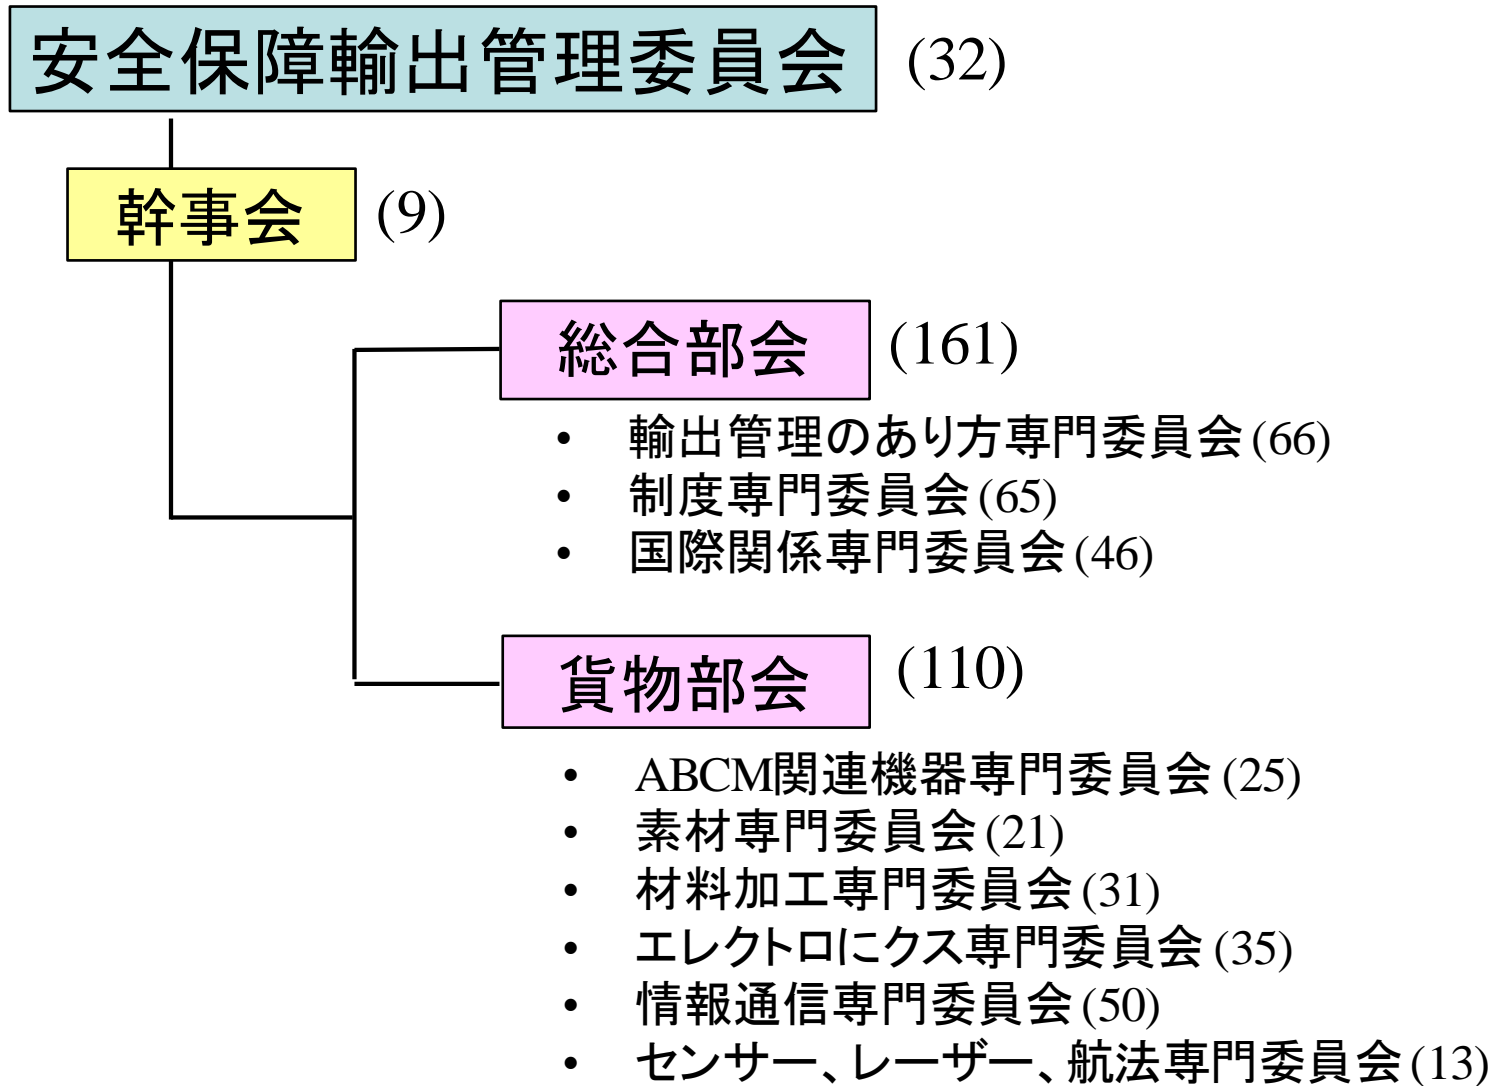 安全保障輸出管理委員会 (32)
幹事会 (9)
総合部会 (161)
• 輸出管理のあり方専門委員会 (66)
• 制度専門委員会 (65)
• 国際関係専門委員会 (46)
貨物部会 (110)
• ABCM関連機器専門委員会 (25)
• 素材専門委員会 (21)
• 材料加工専門委員会 (31)
• エレクトロにクス専門委員会 (35)
• 情報通信専門委員会 (50)
• センサー、レーザー、航法専門委員会 (13)